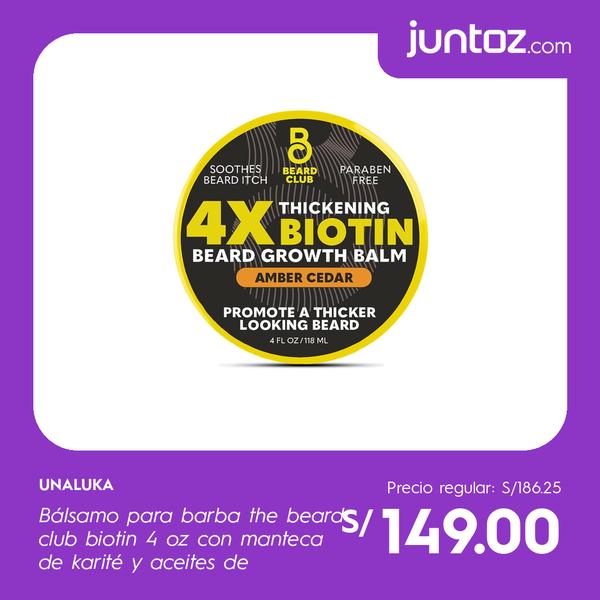 juntoz.com
B
BEARD
CLUB
SOOTHES
BEARD ITCH
PARABEN
FREE
4X THICKENING
BIOTIN
BEARD GROWTH BALM
AMBER CEDAR
PROMOTE A THICKER
LOOKING BEARD
4 FL OZ / 118 ML
UNALUKA
Bálsamo para barba the beard
club biotin 4 oz con manteca
de karité y aceites de
Precio regular: S/186.25
S/ 149.00